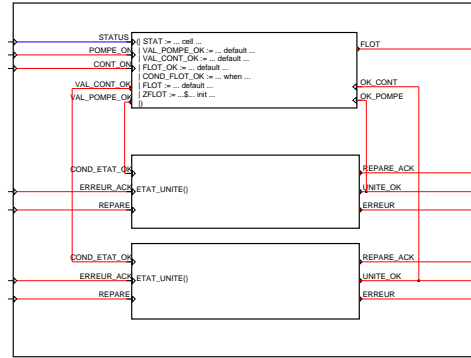 STATUS
POMPE_ON
CONT_ON
VAL_CONT_OK
VAL_POMPE_OK
(| STAT := ... cell ...
| VAL_POMPE_OK := ... default ...
| VAL_CONT_OK := ... default ...
| FLOT_OK := ... default ...
| COND_FLOT_OK := ... when ...
| FLOT := ... default ...
| ZFLOT := ...$... init ...
|)
FLOT
OK_CONT
OK_POMPE
COND_ETAT_OK
ERREUR_ACK
REPARE
ETAT_UNITE()
REPARE_ACK
UNITE_OK
ERREUR
COND_ETAT_OK
ERREUR_ACK
REPARE
ETAT_UNITE()
REPARE_ACK
UNITE_OK
ERREUR